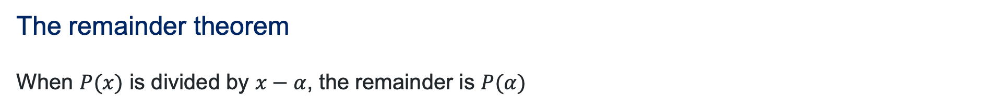 The remainder theorem
When P(x) is divided by x − α, the remainder is P(α)